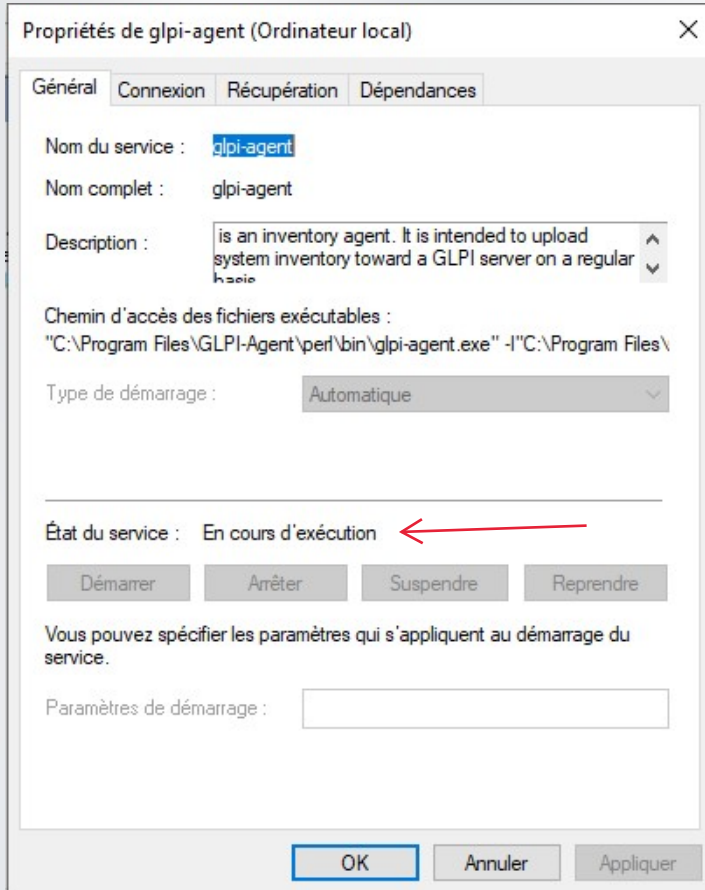 Propriétés de glpi-agent (Ordinateur local)
Général Connexion Récupération Dépendances
Nom du service : glpi-agent
Nom complet : glpi-agent
Description : is an inventory agent. It is intended to upload
system inventory toward a GLPI server on a regular
basis
Chemin d'accès des fichiers exécutables :
"C:\Program Files\GLPI-Agent\perl\bin\glpi-agent.exe" -I"C:\Program Files\
Type de démarrage : Automatique
État du service : En cours d'exécution
Démarrer Arrêter Suspendre Reprendre
Vous pouvez spécifier les paramètres qui s'appliquent au démarrage du
service.
Paramètres de démarrage :
OK Annuler Appliquer